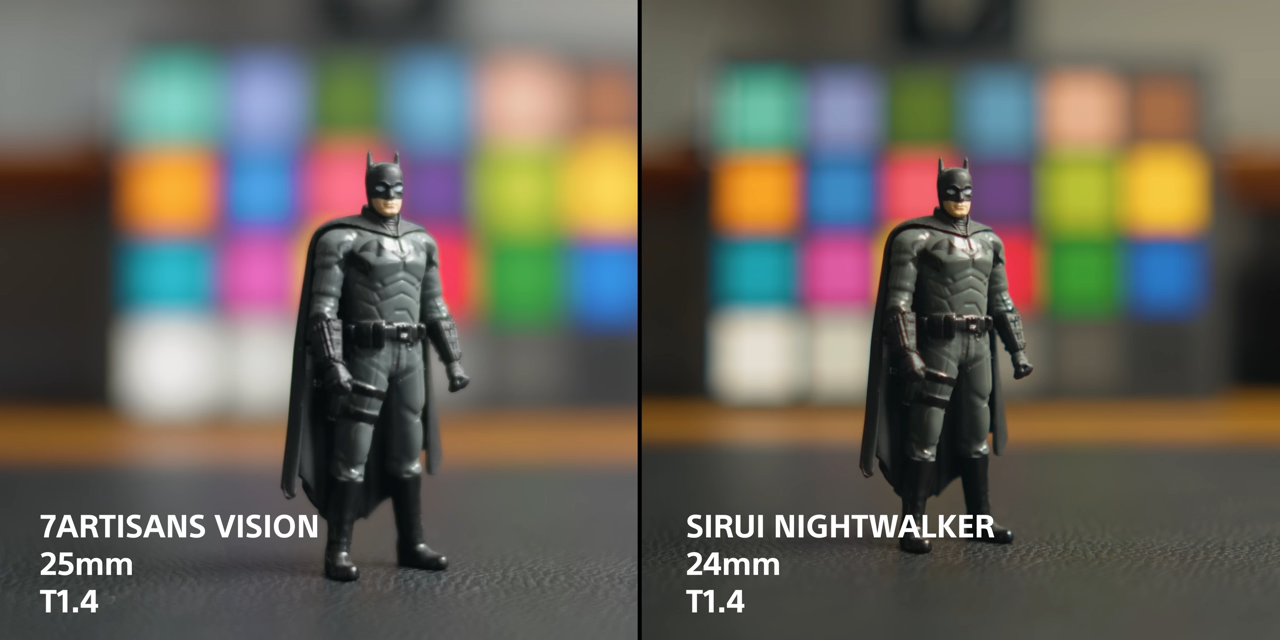 7ARTISANS VISION
25mm
T1.4
SIRUI NIGHTWALKER
24mm
T1.4